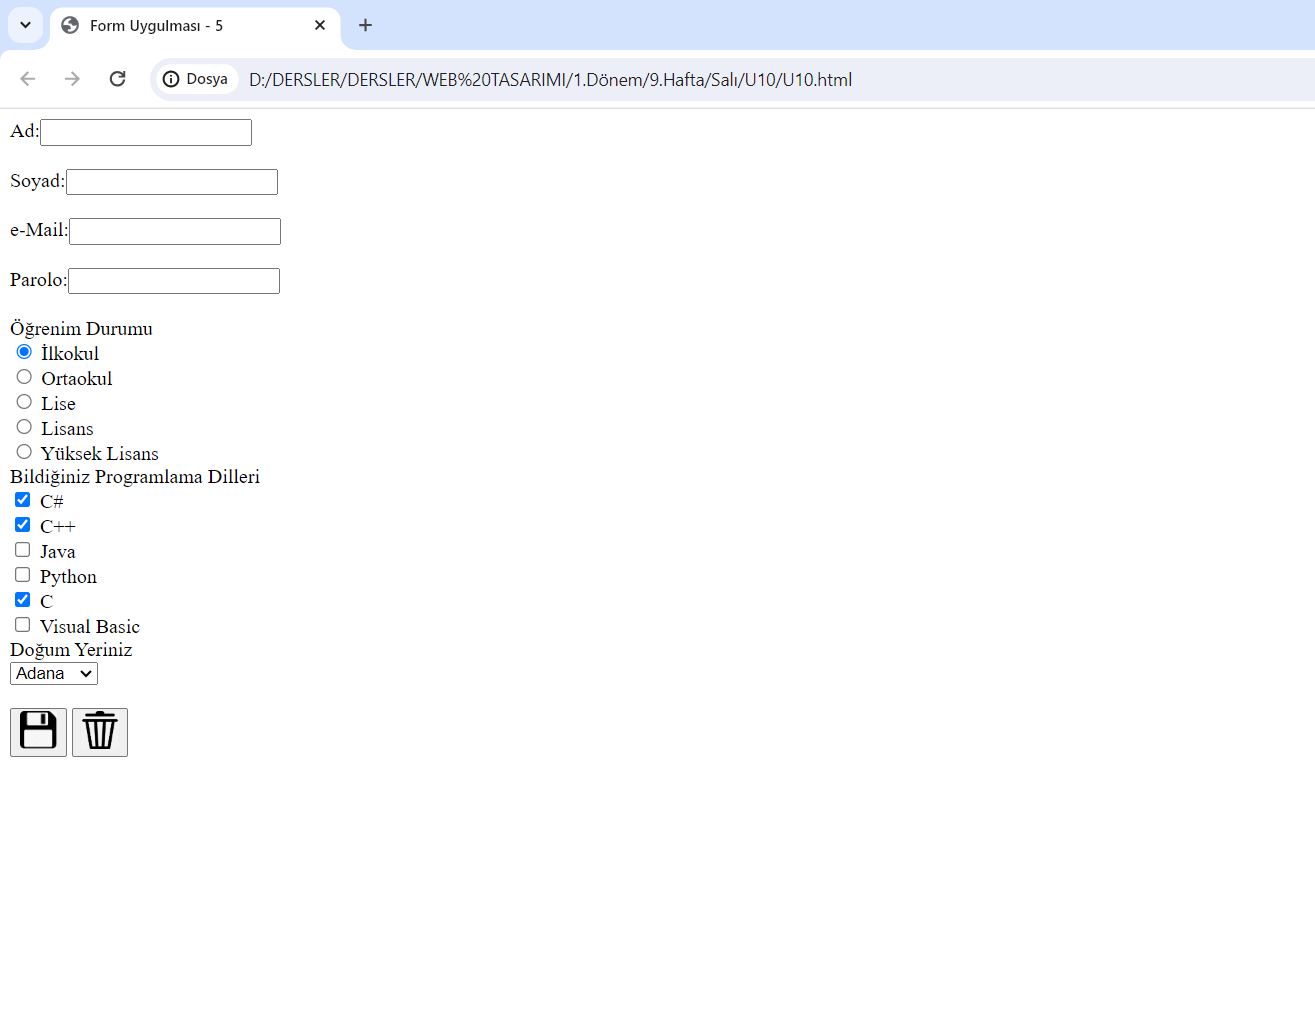 Form Uygulması - 5
Dosya D:/DERSLER/DERSLER/WEB%20TASARIMI/1.Dönem/9.Hafta/Salı/U10/U10.html
Ad:
Soyad:
e-Mail:
Parolo:
Öğrenim Durumu
İlkokul
Ortaokul
Lise
Lisans
Yüksek Lisans
Bildiğiniz Programlama Dilleri
C#
C++
Java
Python
C
Visual Basic
Doğum Yeriniz
Adana